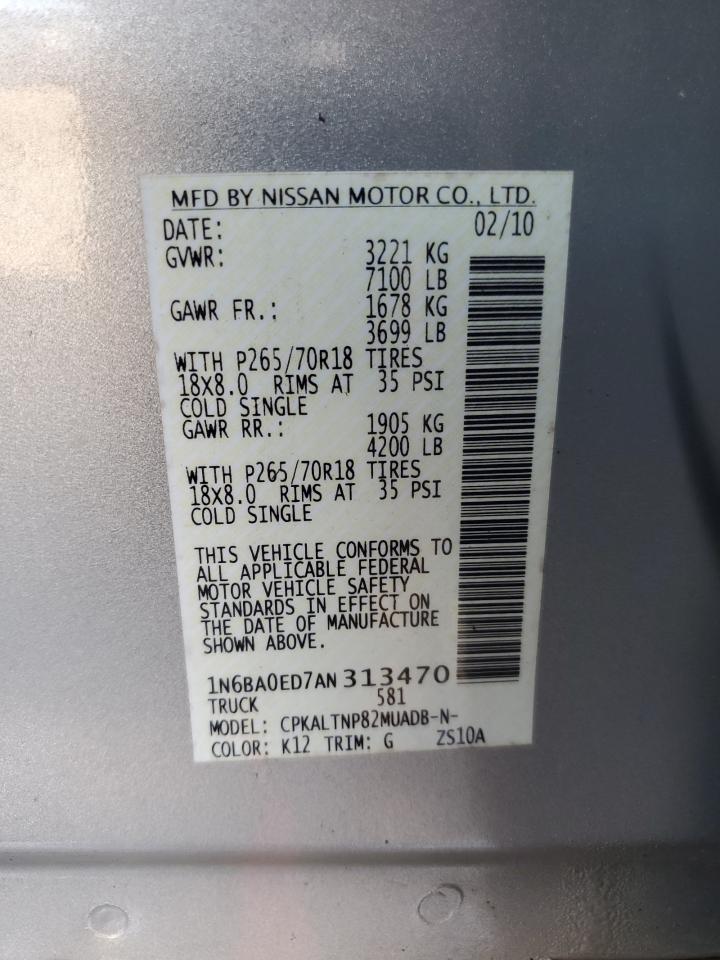 MFD BY NISSAN MOTOR CO., LTD.
DATE: 02/10
GVWR: 3221 KG
7100 LB
GAWR FR.: 1678 KG
3699 LB
WITH P265/70R18 TIRES
18X8.0 RIMS AT 35 PSI
COLD SINGLE
GAWR RR.: 1905 KG
4200 LB
WITH P265/70R18 TIRES
18X8.0 RIMS AT 35 PSI
COLD SINGLE
THIS VEHICLE CONFORMS TO
ALL APPLICABLE FEDERAL
MOTOR VEHICLE SAFETY
STANDARDS IN EFFECT ON
THE DATE OF MANUFACTURE
SHOWN ABOVE.
1N6BA0ED7AN313470
TRUCK 581
MODEL: CPKALTNP82MUADB-N-
COLOR: K12 TRIM: G ZS10A